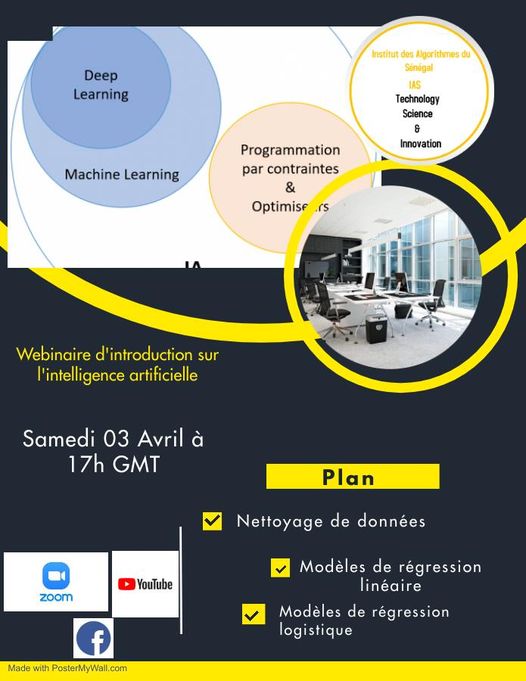 Deep
Learning
Machine Learning
Programmation
par contraintes
&
Optimiseurs
IA
Institut des Algorithmes du
Sénégal
IAS
Technology
Science
&
Innovation
Webinaire d'introduction sur
l'intelligence artificielle
Samedi 03 Avril à
17h GMT
Plan
Nettoyage de données
Modèles de régression
linéaire
Modèles de régression
logistique
zoom
YouTube
f
Made with PosterMyWall.com